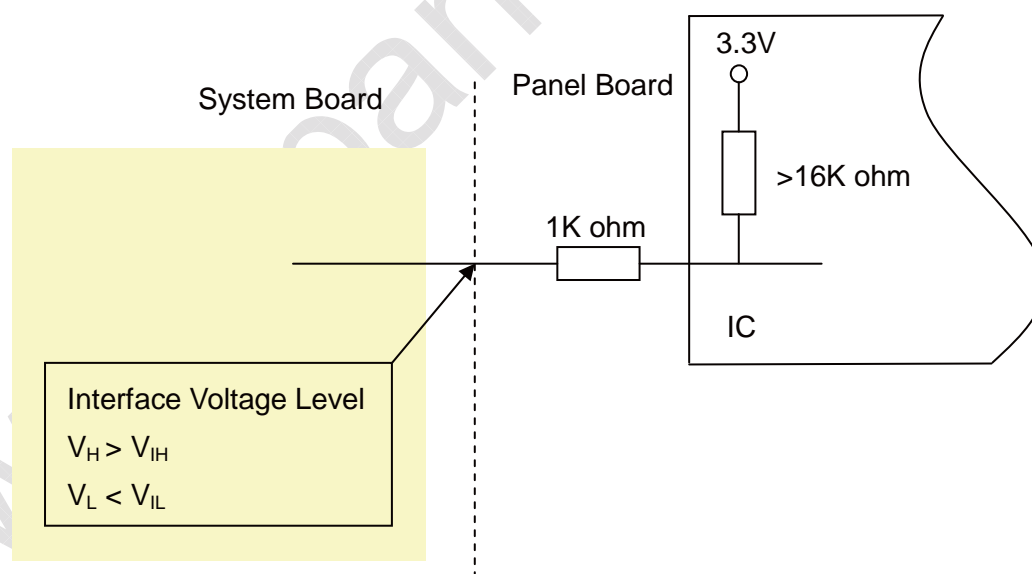 3.3V
System Board
Panel Board
>16K ohm
1K ohm
IC
Interface Voltage Level
V_H > V_IH
V_L < V_IL